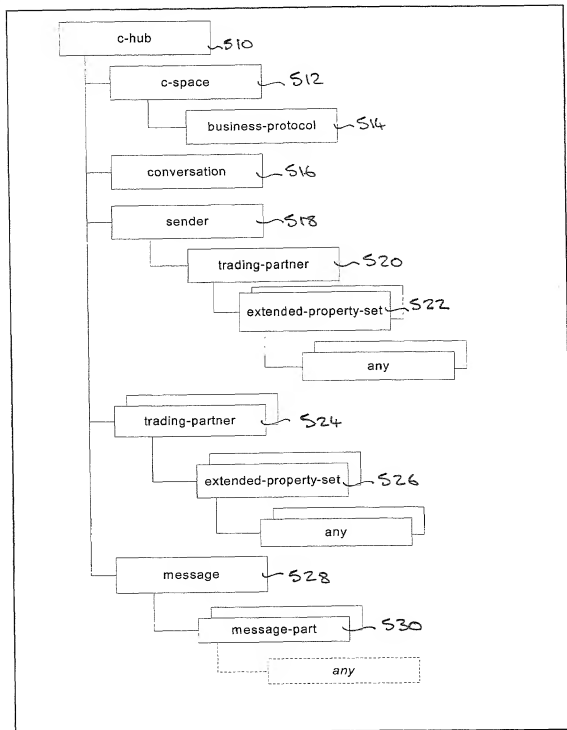 c-hub 510
c-space 512
business-protocol 514
conversation 516
sender 518
trading-partner 520
extended-property-set 522
any
trading-partner 524
extended-property-set 526
any
message 528
message-part 530
any